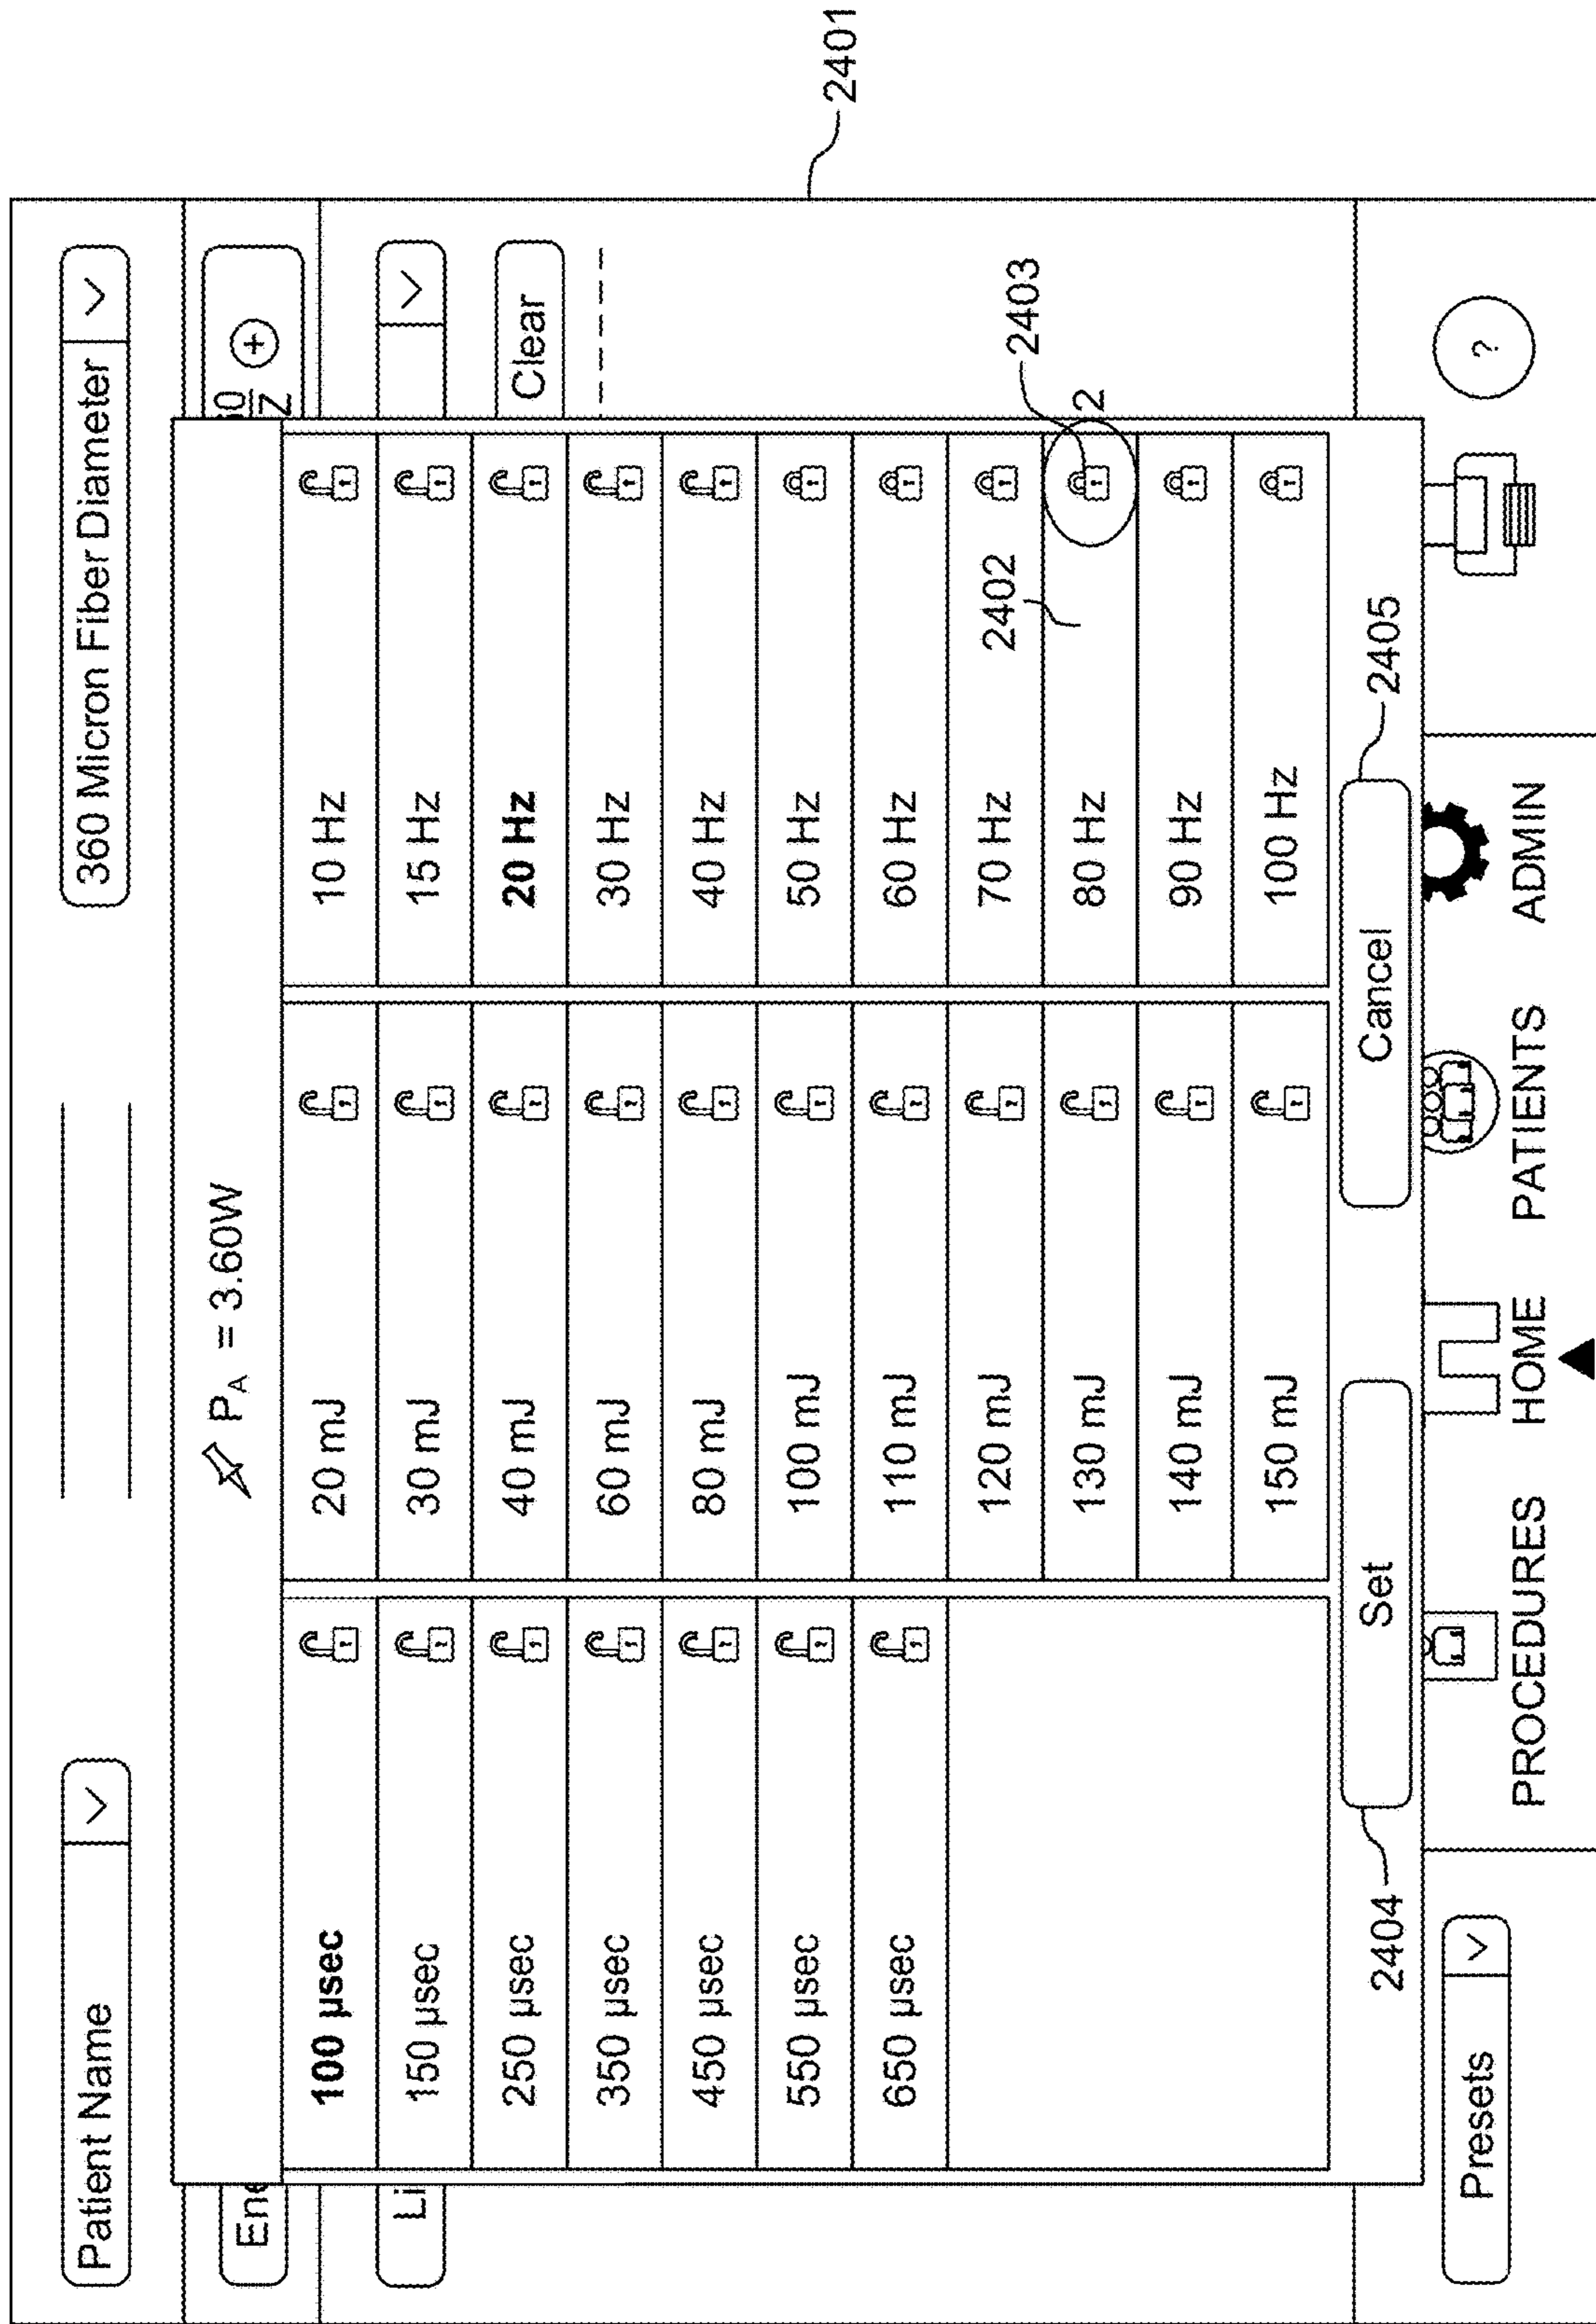 Patient Name
360 Micron Fiber Diameter
Ene
Z
Li
Clear
PA = 3.60W
100 µsec 20 mJ 10 Hz
150 µsec 30 mJ 15 Hz
250 µsec 40 mJ 20 Hz
350 µsec 60 mJ 30 Hz
450 µsec 80 mJ 40 Hz
550 µsec 100 mJ 50 Hz
650 µsec 110 mJ 60 Hz
120 mJ 70 Hz
130 mJ 80 Hz
140 mJ 90 Hz
150 mJ 100 Hz
2401
2402
2403
2
Set Cancel
2404
2405
Presets
PROCEDURES HOME PATIENTS ADMIN
?